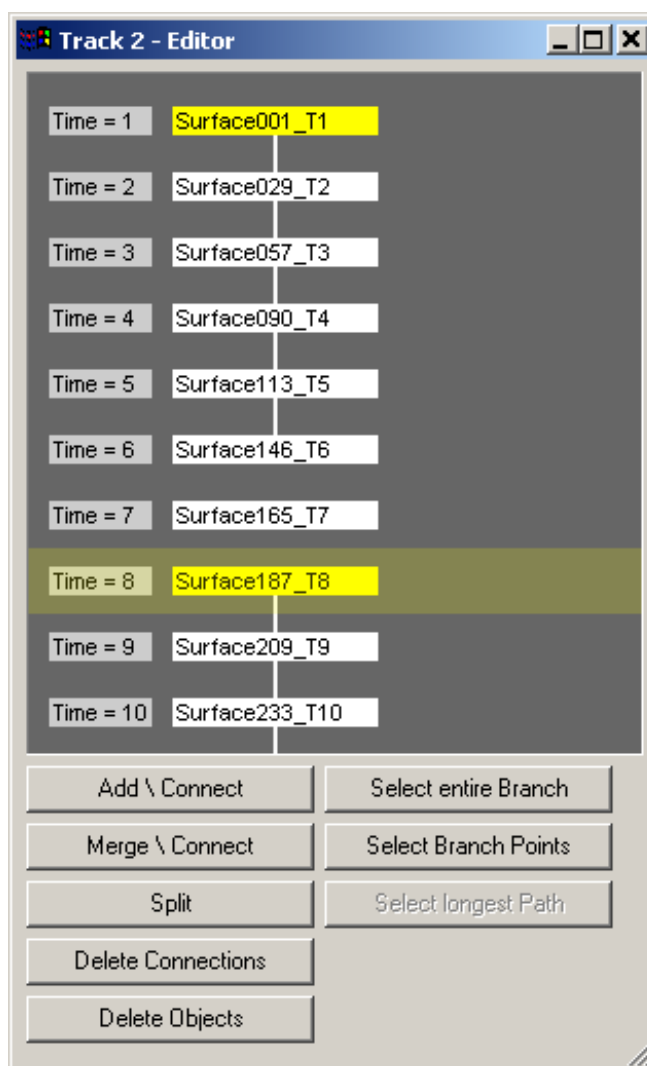 Track 2 - Editor
Time = 1 Surface001_T1
Time = 2 Surface029_T2
Time = 3 Surface057_T3
Time = 4 Surface090_T4
Time = 5 Surface113_T5
Time = 6 Surface146_T6
Time = 7 Surface165_T7
Time = 8 Surface187_T8
Time = 9 Surface209_T9
Time = 10 Surface233_T10
Add \ Connect Select entire Branch
Merge \ Connect Select Branch Points
Split Select longest Path
Delete Connections
Delete Objects